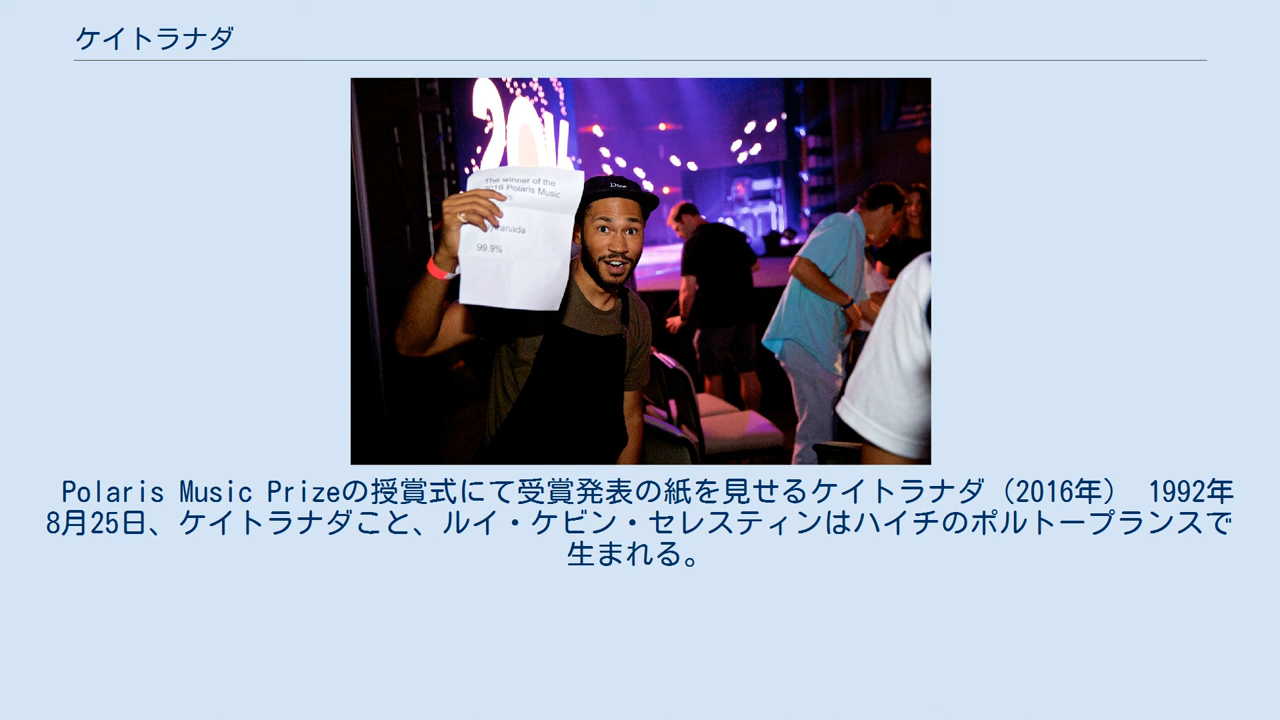 ケイトラナダ
2016
The winner of the
2016 Polaris Music
Dior
99.9%
Polaris Music Prizeの授賞式にて受賞発表の紙を見せるケイトラナダ（2016年） 1992年
8月25日、ケイトラナダこと、ルイ・ケビン・セレスティンはハイチのポルトープランスで
生まれる。